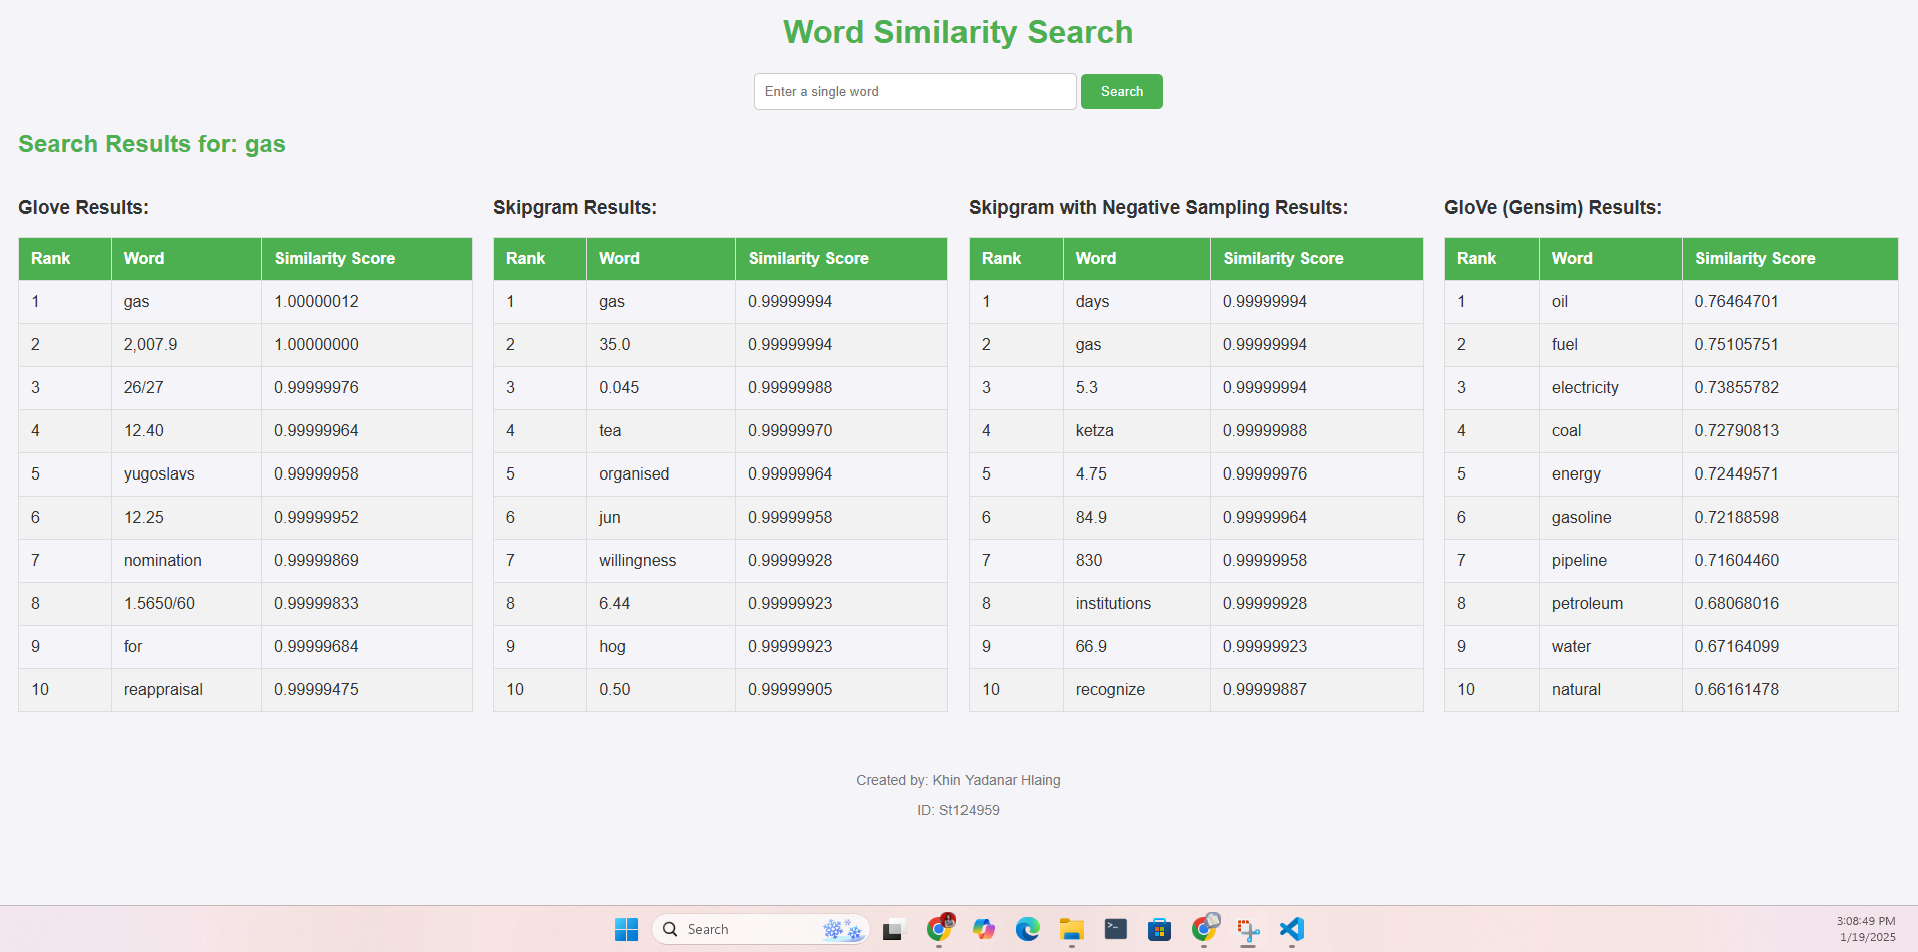 Word Similarity Search
Enter a single word Search
Search Results for: gas
Glove Results:
Rank Word Similarity Score
1 gas 1.00000012
2 2,007.9 1.00000000
3 26/27 0.99999976
4 12.40 0.99999964
5 yugoslavs 0.99999958
6 12.25 0.99999952
7 nomination 0.99999869
8 1.5650/60 0.99999833
9 for 0.99999684
10 reappraisal 0.99999475
Skipgram Results:
Rank Word Similarity Score
1 gas 0.99999994
2 35.0 0.99999994
3 0.045 0.99999988
4 tea 0.99999970
5 organised 0.99999964
6 jun 0.99999958
7 willingness 0.99999928
8 6.44 0.99999923
9 hog 0.99999923
10 0.50 0.99999905
Skipgram with Negative Sampling Results:
Rank Word Similarity Score
1 days 0.99999994
2 gas 0.99999994
3 5.3 0.99999994
4 ketza 0.99999988
5 4.75 0.99999976
6 84.9 0.99999964
7 830 0.99999958
8 institutions 0.99999928
9 66.9 0.99999923
10 recognize 0.99999887
GloVe (Gensim) Results:
Rank Word Similarity Score
1 oil 0.76464701
2 fuel 0.75105751
3 electricity 0.73855782
4 coal 0.72790813
5 energy 0.72449571
6 gasoline 0.72188598
7 pipeline 0.71604460
8 petroleum 0.68068016
9 water 0.67164099
10 natural 0.66161478
Created by: Khin Yadanar Hlaing
ID: St124959
Search
3:08:49 PM
1/19/2025